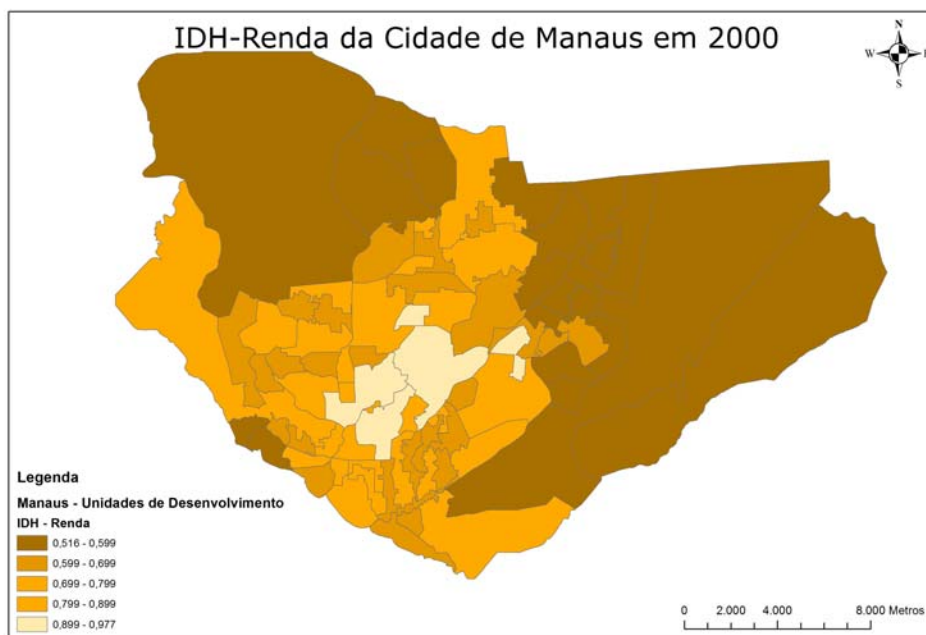 IDH-Renda da Cidade de Manaus em 2000
N
W
E
S
Legenda
Manaus - Unidades de Desenvolvimento
IDH - Renda
0,516 - 0,599
0,599 - 0,699
0,699 - 0,799
0,799 - 0,899
0,899 - 0,977
0 2.000 4.000 8.000 Metros